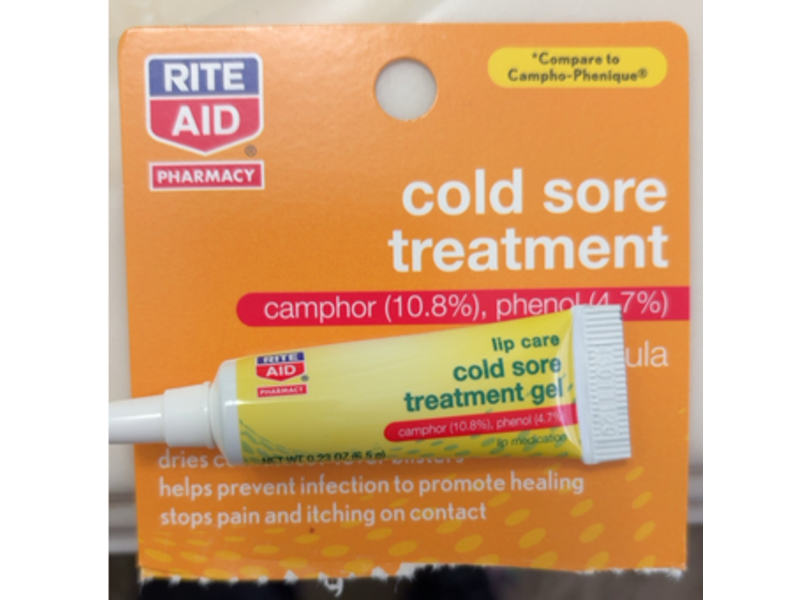 RITE
AID
®
PHARMACY
*Compare to
Campho-Phenique®
cold sore
treatment
camphor (10.8%), phenol (4.7%)
lip care
cold sore
treatment gel
camphor (10.8%), phenol (4.7%
lip medication
RITE
AID
®
PHARMACY
NET WT 0.23 OZ (6.5 g)
dries
helps prevent infection to promote healing
stops pain and itching on contact